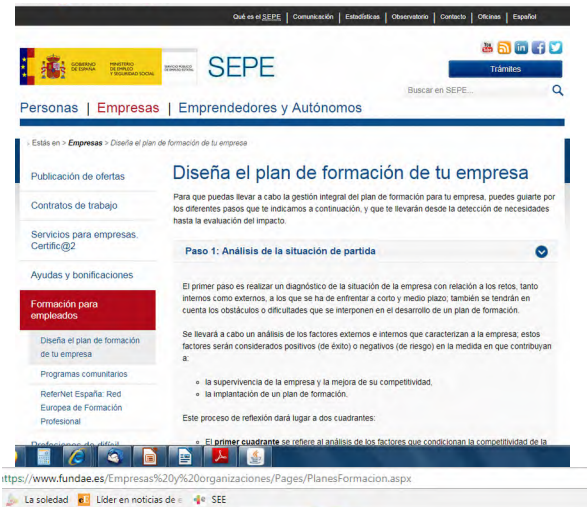 Qué es el SEPE | Comunicación | Estadísticas | Observatorio | Contacto | Oficinas | Español
GOBIERNO DE ESPAÑA
MINISTERIO DE EMPLEO Y SEGURIDAD SOCIAL
SEPE
Trámites
Buscar en SEPE...
Personas | Empresas | Emprendedores y Autónomos
Estás en > Empresas > Diseña el plan de formación de tu empresa
Publicación de ofertas
Contratos de trabajo
Servicios para empresas.
Certific@2
Ayudas y bonificaciones
Formación para
empleados
Diseña el plan de formación
de tu empresa
Programas comunitarios
ReferNet España: Red
Europea de Formación
Profesional
Profesiones de difícil
Diseña el plan de formación de tu empresa
Para que puedas llevar a cabo la gestión integral del plan de formación para tu empresa, puedes guiarte por
los diferentes pasos que te indicamos a continuación, y que te llevarán desde la detección de necesidades
hasta la evaluación del impacto.
Paso 1: Análisis de la situación de partida
El primer paso es realizar un diagnóstico de la situación de la empresa con relación a los retos, tanto
internos como externos, a los que se ha de enfrentar a corto y medio plazo; también se tendrán en
cuenta los obstáculos o dificultades que se interponen en el desarrollo de un plan de formación.
Se llevará a cabo un análisis de los factores externos e internos que caracterizan a la empresa; estos
factores serán considerados positivos (de éxito) o negativos (de riesgo) en la medida en que contribuyan
a:
la supervivencia de la empresa y la mejora de su competitividad,
la implantación de un plan de formación.
Este proceso de reflexión dará lugar a dos cuadrantes:
El primer cuadrante se refiere al análisis de los factores que condicionan la competitividad de la
https://www.fundae.es/Empresas%20y%20organizaciones/Pages/PlanesFormacion.aspx
La soledad
Líder en noticias de e
SEE